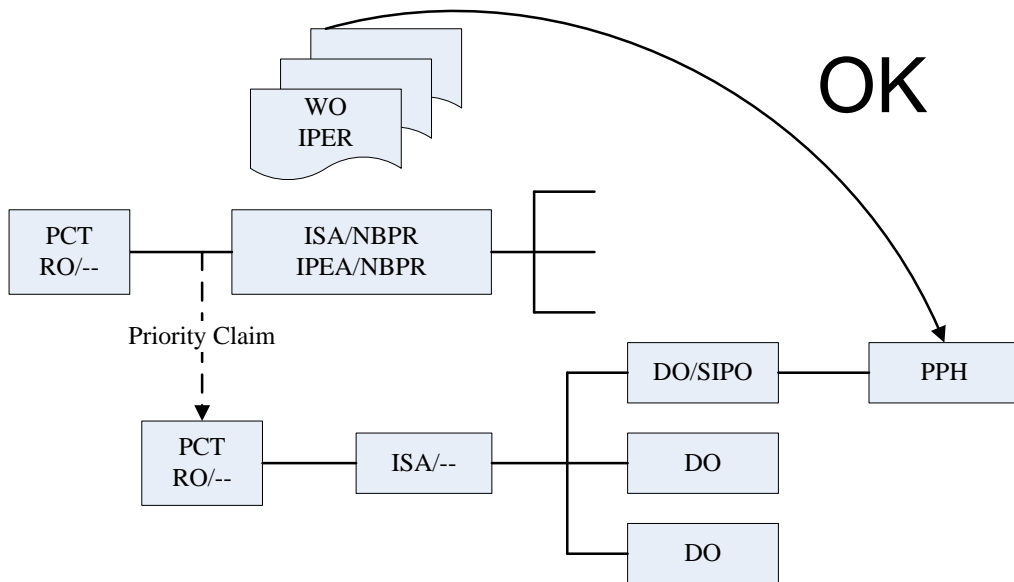 OK
WO
IPER
PCT
RO/--
ISA/NBPR
IPEA/NBPR
Priority Claim
DO/SIPO
PPH
PCT
RO/--
ISA/--
DO
DO